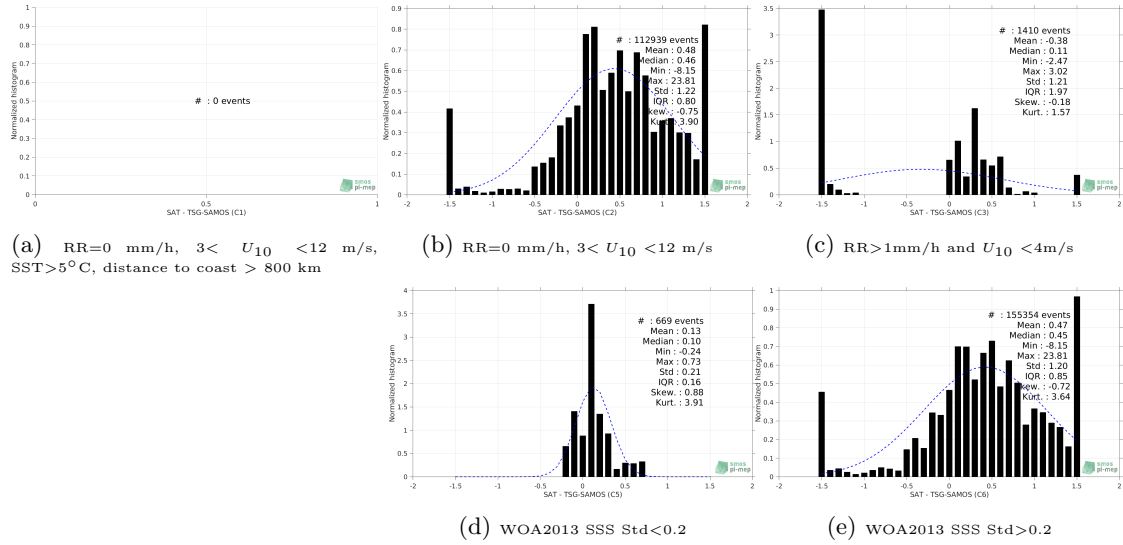 1
0.9
0.8
0.7
0.6
0.5
0.4
0.3
0.2
0.1
0
Normalized histogram
# : 0 events
smos
pi-mep
0 0.5 1
SAT - TSG-SAMOS (C1)
(a) RR=0 mm/h, 3< U10 <12 m/s,
SST>5°C, distance to coast > 800 km
0.9
0.8
0.7
0.6
0.5
0.4
0.3
0.2
0.1
0
Normalized histogram
# : 112939 events
Mean : 0.48
Median : 0.46
Min : -8.15
Max : 23.81
Std : 1.22
IQR : 0.80
Skew. : -0.75
Kurt. : 3.90
smos
pi-mep
-2 -1.5 -1 -0.5 0 0.5 1 1.5 2
SAT - TSG-SAMOS (C2)
(b) RR=0 mm/h, 3< U10 <12 m/s
3.5
3
2.5
2
1.5
1
0.5
0
Normalized histogram
# : 1410 events
Mean : -0.38
Median : 0.11
Min : -2.47
Max : 3.02
Std : 1.21
IQR : 1.97
Skew. : -0.18
Kurt. : 1.57
smos
pi-mep
-2 -1.5 -1 -0.5 0 0.5 1 1.5 2
SAT - TSG-SAMOS (C3)
(c) RR>1mm/h and U10 <4m/s
4
3.5
3
2.5
2
1.5
1
0.5
0
Normalized histogram
# : 669 events
Mean : 0.13
Median : 0.10
Min : -0.24
Max : 0.73
Std : 0.21
IQR : 0.16
Skew. : 0.88
Kurt. : 3.91
smos
pi-mep
-2 -1.5 -1 -0.5 0 0.5 1 1.5 2
SAT - TSG-SAMOS (C5)
(d) WOA2013 SSS Std<0.2
1
0.9
0.8
0.7
0.6
0.5
0.4
0.3
0.2
0.1
0
Normalized histogram
# : 155354 events
Mean : 0.47
Median : 0.45
Min : -8.15
Max : 23.81
Std : 1.20
IQR : 0.85
Skew. : -0.72
Kurt. : 3.64
smos
pi-mep
-2 -1.5 -1 -0.5 0 0.5 1 1.5 2
SAT - TSG-SAMOS (C6)
(e) WOA2013 SSS Std>0.2